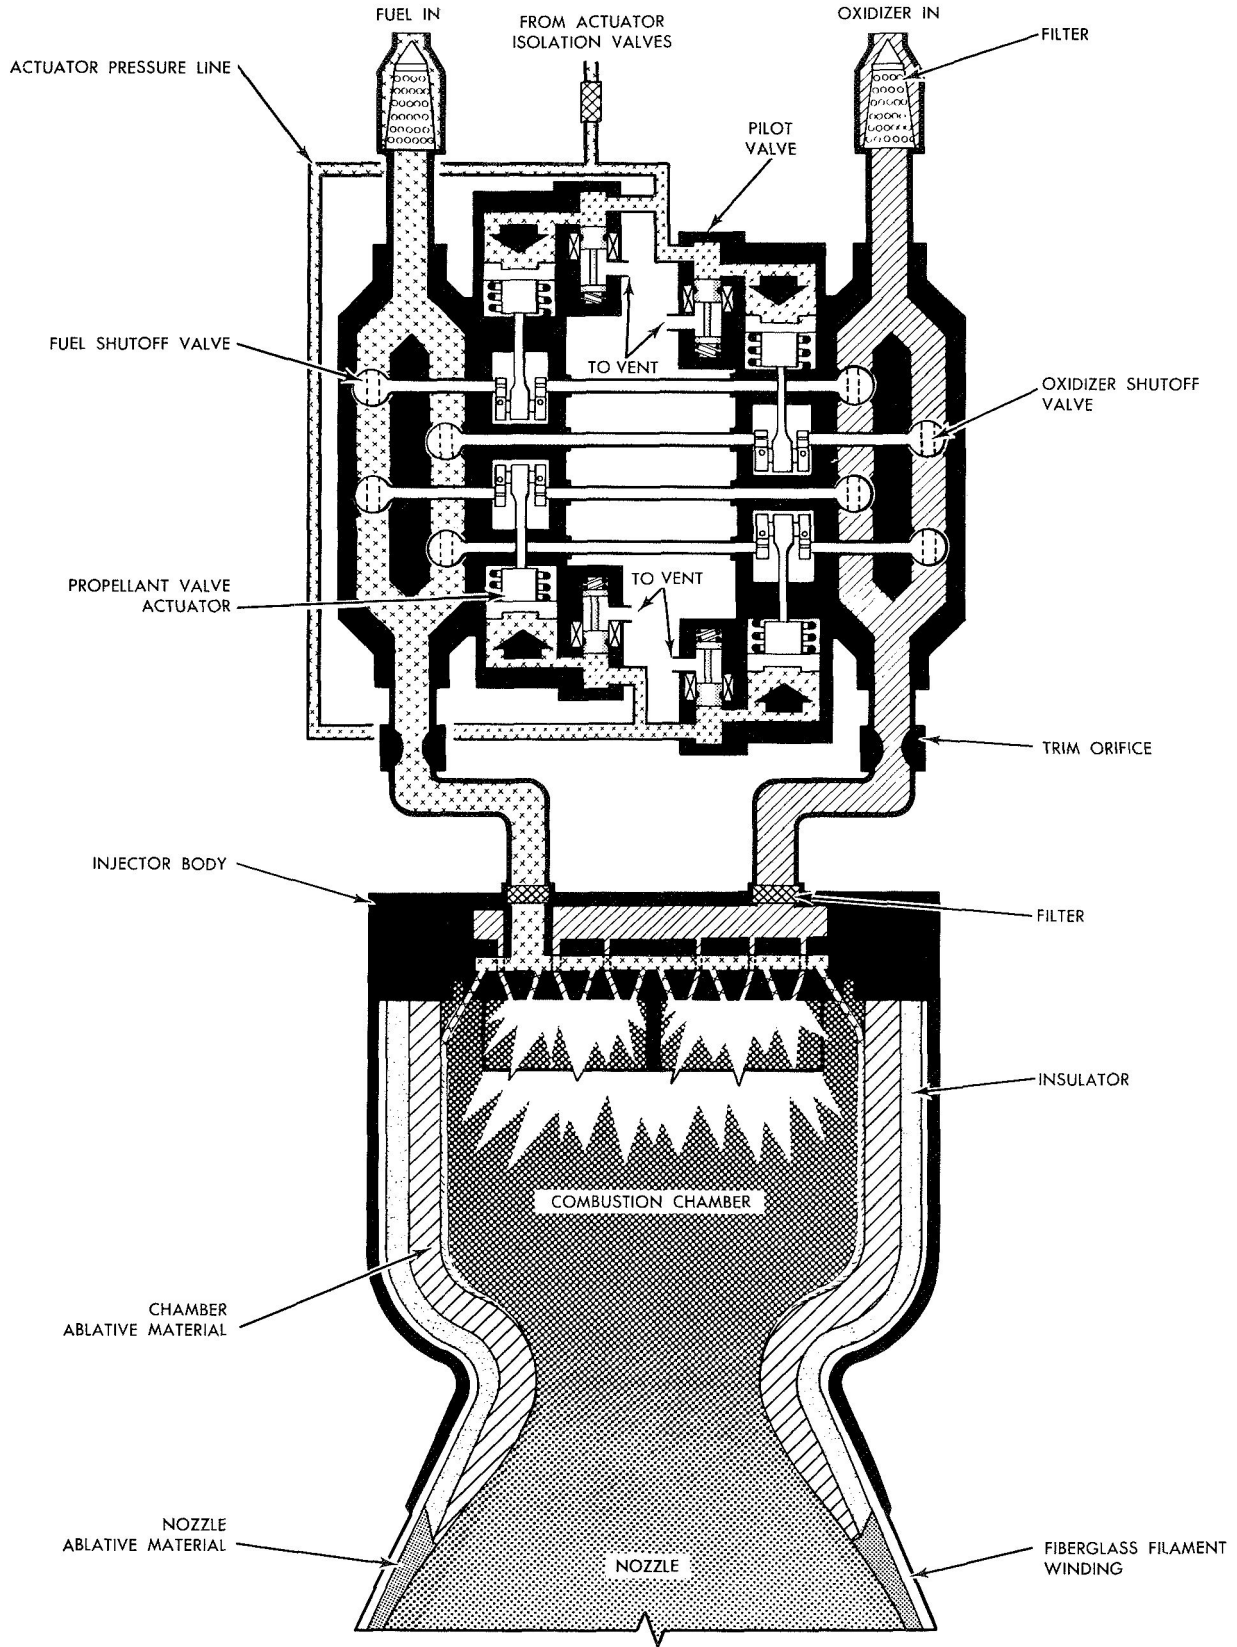 FUEL IN
FROM ACTUATOR
ISOLATION VALVES
OXIDIZER IN
FILTER
ACTUATOR PRESSURE LINE
PILOT
VALVE
FUEL SHUTOFF VALVE
TO VENT
OXIDIZER SHUTOFF
VALVE
PROPELLANT VALVE
ACTUATOR
TO VENT
TRIM ORIFICE
INJECTOR BODY
FILTER
INSULATOR
COMBUSTION CHAMBER
CHAMBER
ABLATIVE MATERIAL
NOZZLE
ABLATIVE MATERIAL
NOZZLE
FIBERGLASS FILAMENT
WINDING